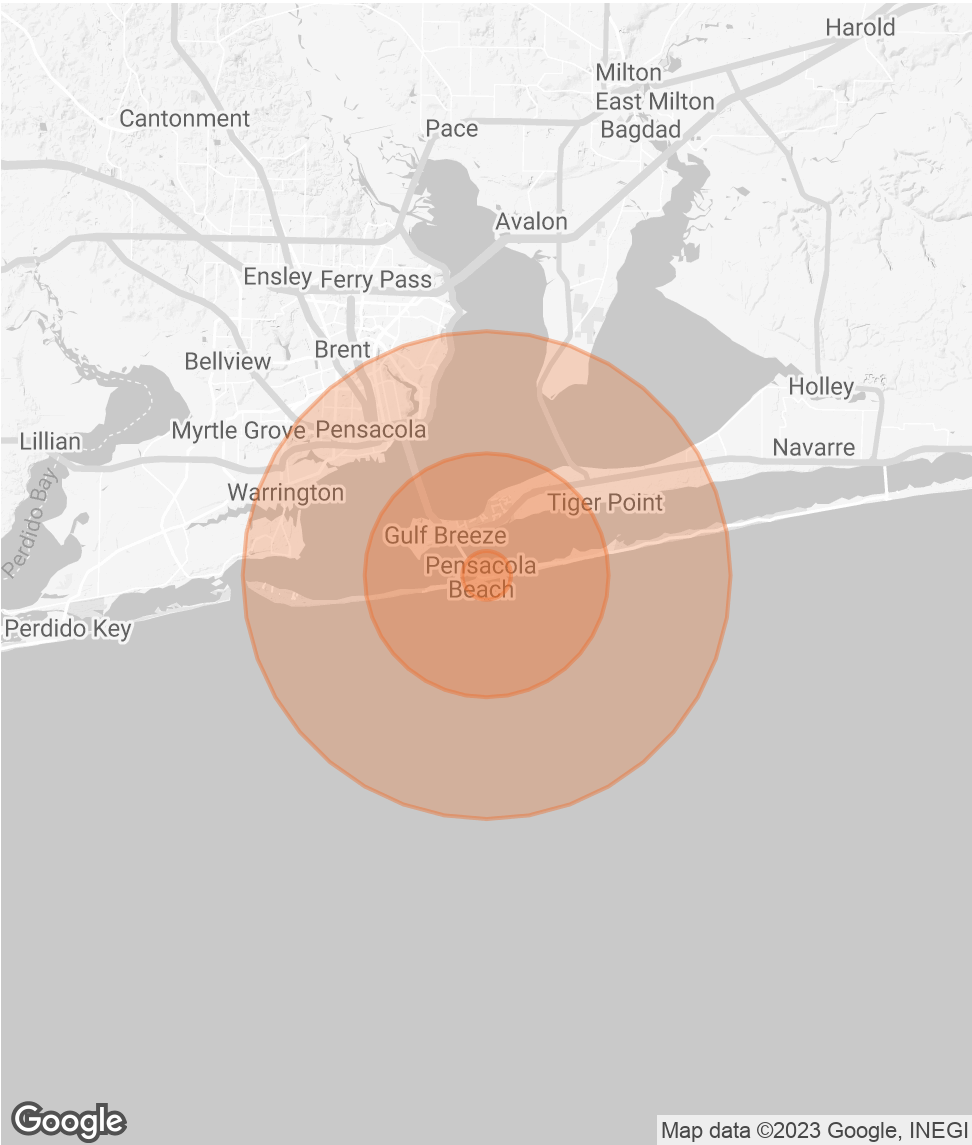 Harold
Milton
East Milton
Cantonment
Pace
Bagdad
Avalon
Ensley
Ferry Pass
Brent
Bellview
Holley
Myrtle Grove
Pensacola
Lillian
Navarre
Warrington
Tiger Point
Perdido Bay
Gulf Breeze
Pensacola
Beach
Perdido Key
Google
Map data ©2023 Google, INEGI